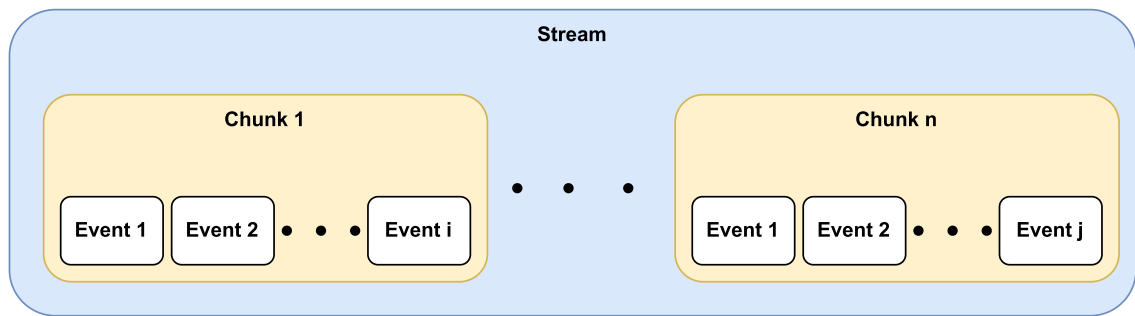 Stream
Chunk 1
Event 1 Event 2 • • • Event i
• • •
Chunk n
Event 1 Event 2 • • • Event j